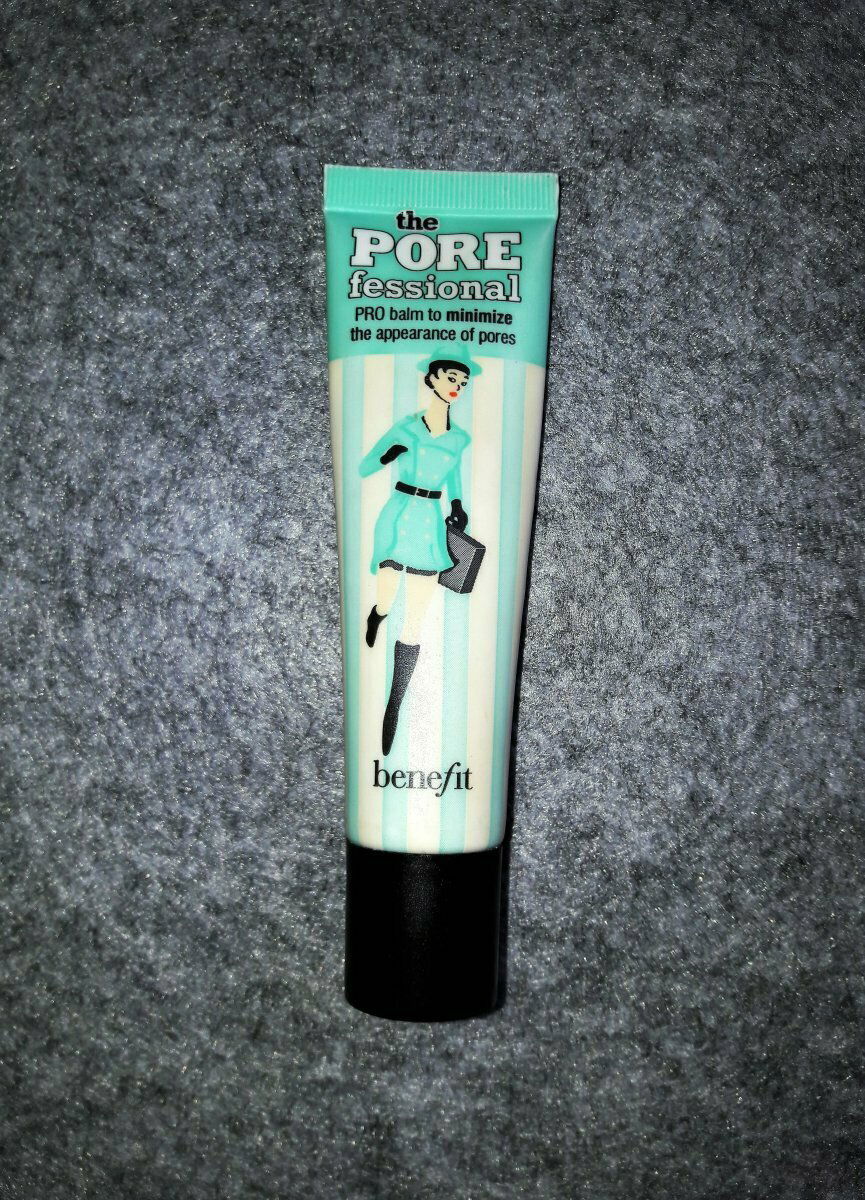 the
PORE
fessional
PRO balm to minimize
the appearance of pores
benefit